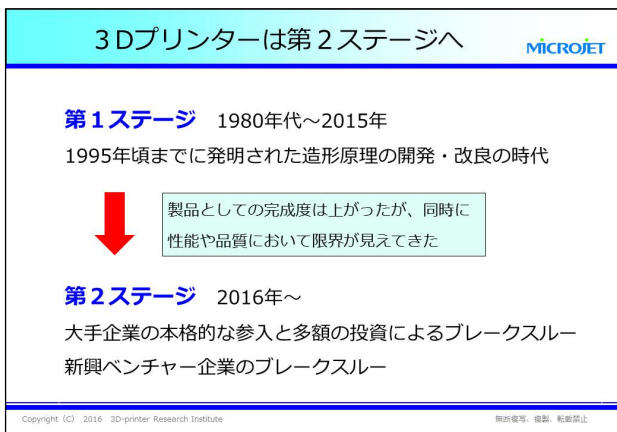 3Dプリンターは第2ステージへ
MICROJET
第1ステージ 1980年代~2015年
1995年頃までに発明された造形原理の開発・改良の時代
製品としての完成度は上がったが、同時に
性能や品質において限界が見えてきた
第2ステージ 2016年~
大手企業の本格的な参入と多額の投資によるブレークスルー
新興ベンチャー企業のブレークスルー
Copyright (C) 2016 3D-printer Research Institute
無断複写、複製、転載禁止